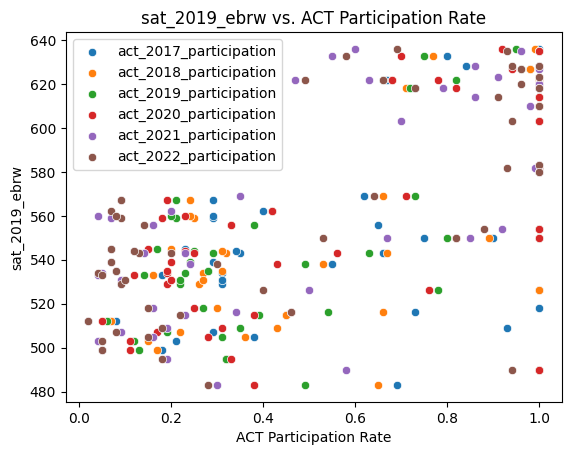 sat_2019_ebrw vs. ACT Participation Rate
act_2017_participation
act_2018_participation
act_2019_participation
act_2020_participation
act_2021_participation
act_2022_participation
640
620
600
580
560
540
520
500
480
sat_2019_ebrw
0.0 0.2 0.4 0.6 0.8 1.0
ACT Participation Rate